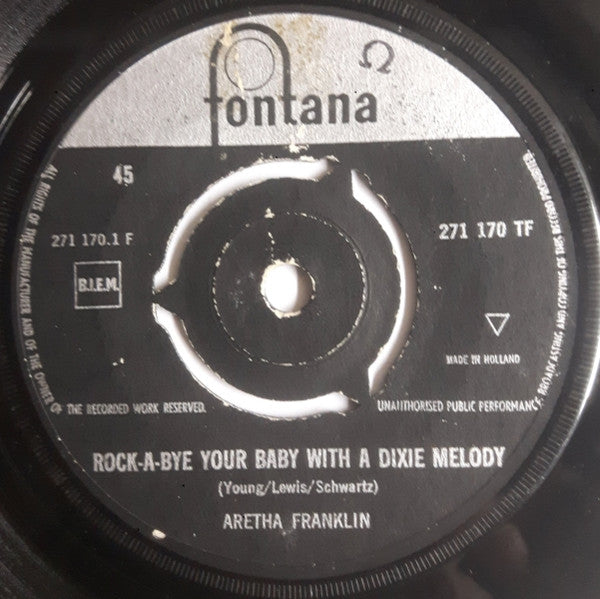 Ω
fontana
45
271 170.1 F
271 170 TF
B.I.E.M.
MADE IN HOLLAND
ALL RIGHTS OF THE MANUFACTURER AND OF THE OWNER OF THE RECORDED WORK RESERVED.
UNAUTHORISED PUBLIC PERFORMANCE, BROADCASTING AND COPYING OF THIS RECORD PROHIBITED
ROCK-A-BYE YOUR BABY WITH A DIXIE MELODY
(Young/Lewis/Schwartz)
ARETHA FRANKLIN